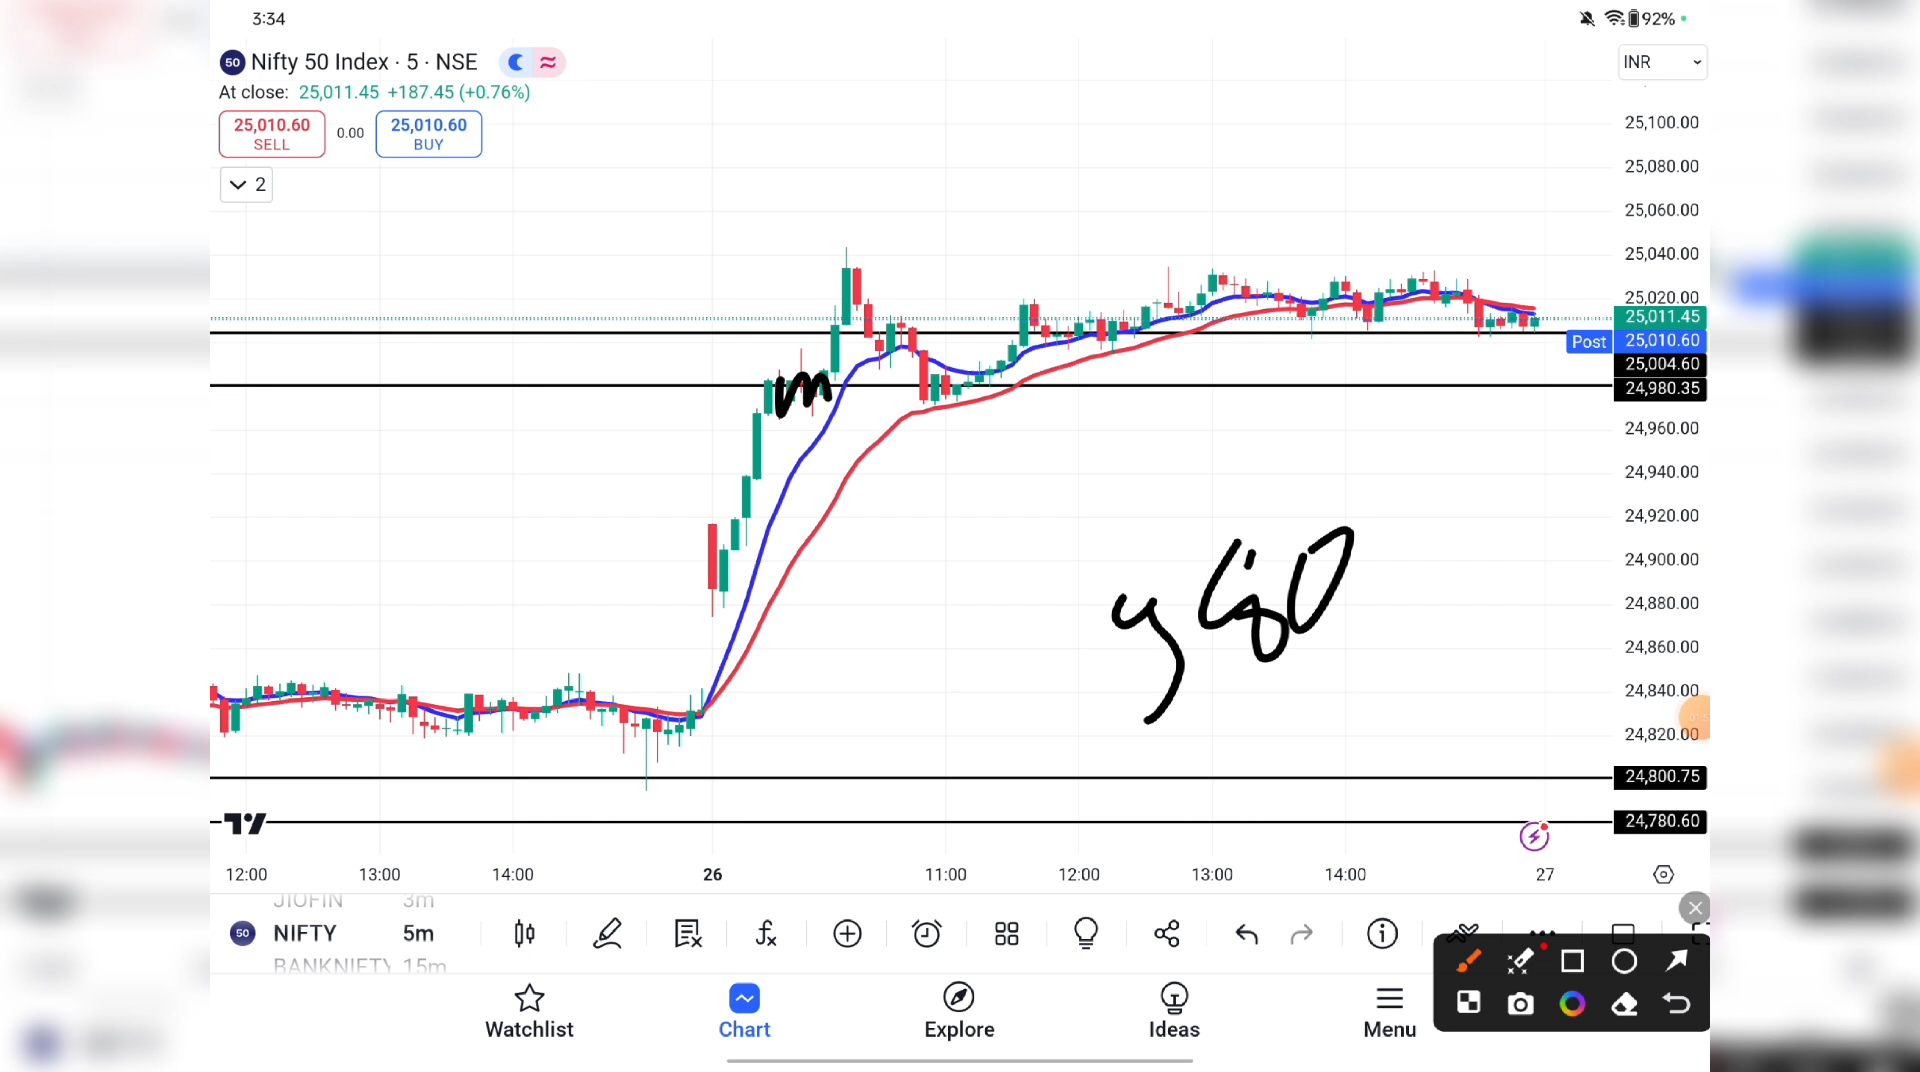 3:34
92%
50 Nifty 50 Index · 5 · NSE
INR
At close: 25,011.45 +187.45 (+0.76%)
25,010.60 SELL
0.00
25,010.60 BUY
2
25,100.00
25,080.00
25,060.00
25,040.00
25,020.00
25,011.45
Post 25,010.60
25,004.60
24,980.35
24,960.00
24,940.00
24,920.00
24,900.00
24,880.00
24,860.00
24,840.00
24,820.00
24,800.75
24,780.60
12:00 13:00 14:00 26 11:00 12:00 13:00 14:00 27
JIOFIN 3m
50 NIFTY 5m
BANKNIFTY 15m
Watchlist Chart Explore Ideas Menu